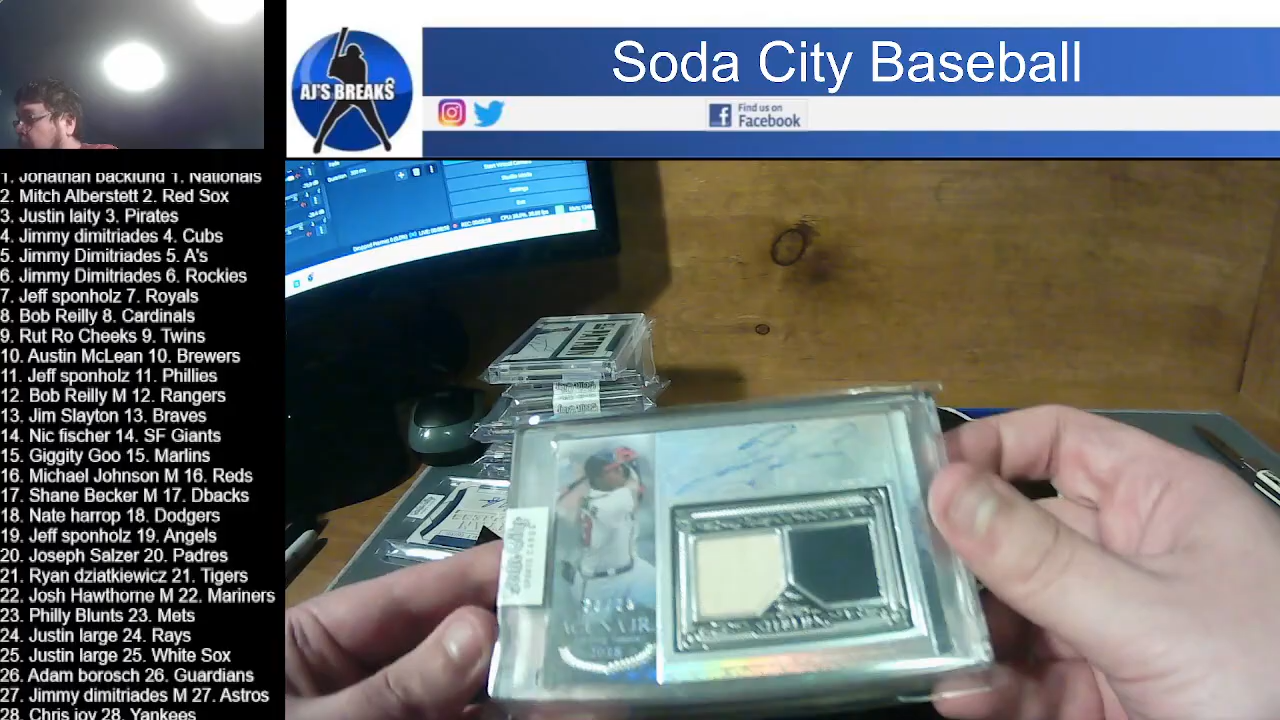 Soda City Baseball
AJ'S BREAKS
Find us on
Facebook
1. Jonathan backlund 1. Nationals
2. Mitch Alberstett 2. Red Sox
3. Justin laity 3. Pirates
4. Jimmy dimitriades 4. Cubs
5. Jimmy Dimitriades 5. A's
6. Jimmy Dimitriades 6. Rockies
7. Jeff sponholz 7. Royals
8. Bob Reilly 8. Cardinals
9. Rut Ro Cheeks 9. Twins
10. Austin McLean 10. Brewers
11. Jeff sponholz 11. Phillies
12. Bob Reilly M 12. Rangers
13. Jim Slayton 13. Braves
14. Nic fischer 14. SF Giants
15. Giggity Goo 15. Marlins
16. Michael Johnson M 16. Reds
17. Shane Becker M 17. Dbacks
18. Nate harrop 18. Dodgers
19. Jeff sponholz 19. Angels
20. Joseph Salzer 20. Padres
21. Ryan dziatkiewicz 21. Tigers
22. Josh Hawthorne M 22. Mariners
23. Philly Blunts 23. Mets
24. Justin large 24. Rays
25. Justin large 25. White Sox
26. Adam borosch 26. Guardians
27. Jimmy dimitriades M 27. Astros
28. Chris joy 28. Yankees
Settings
ACUÑA JR.
2018